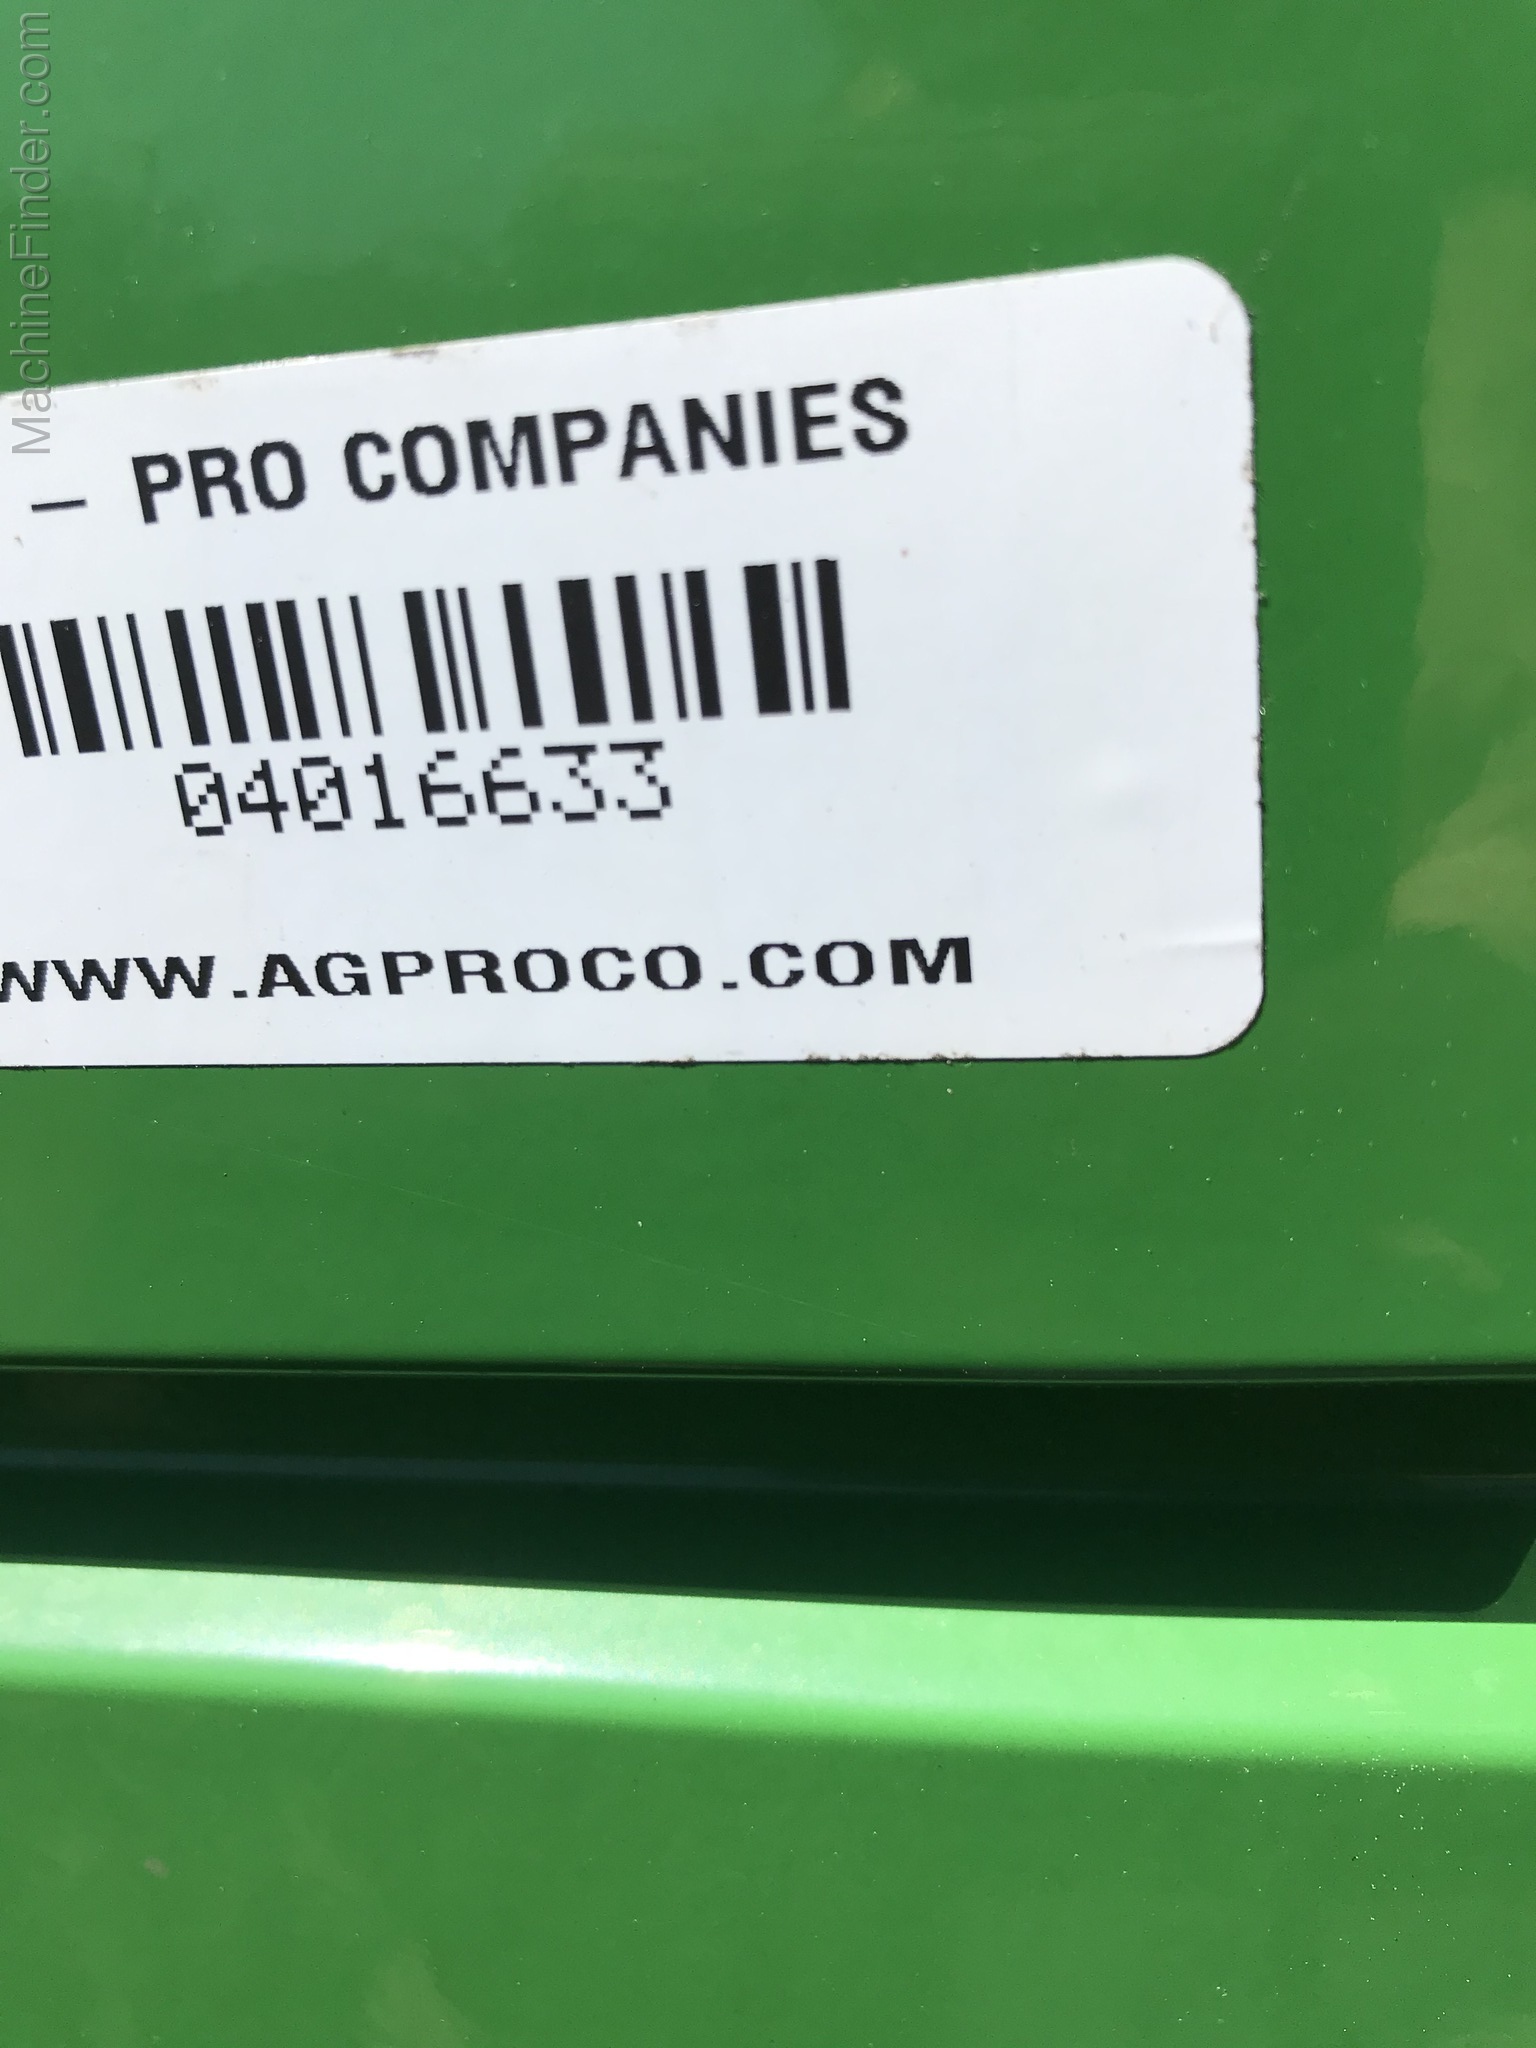 MachineFinder.com
– PRO COMPANIES
04016633
WWW.AGPROCO.COM